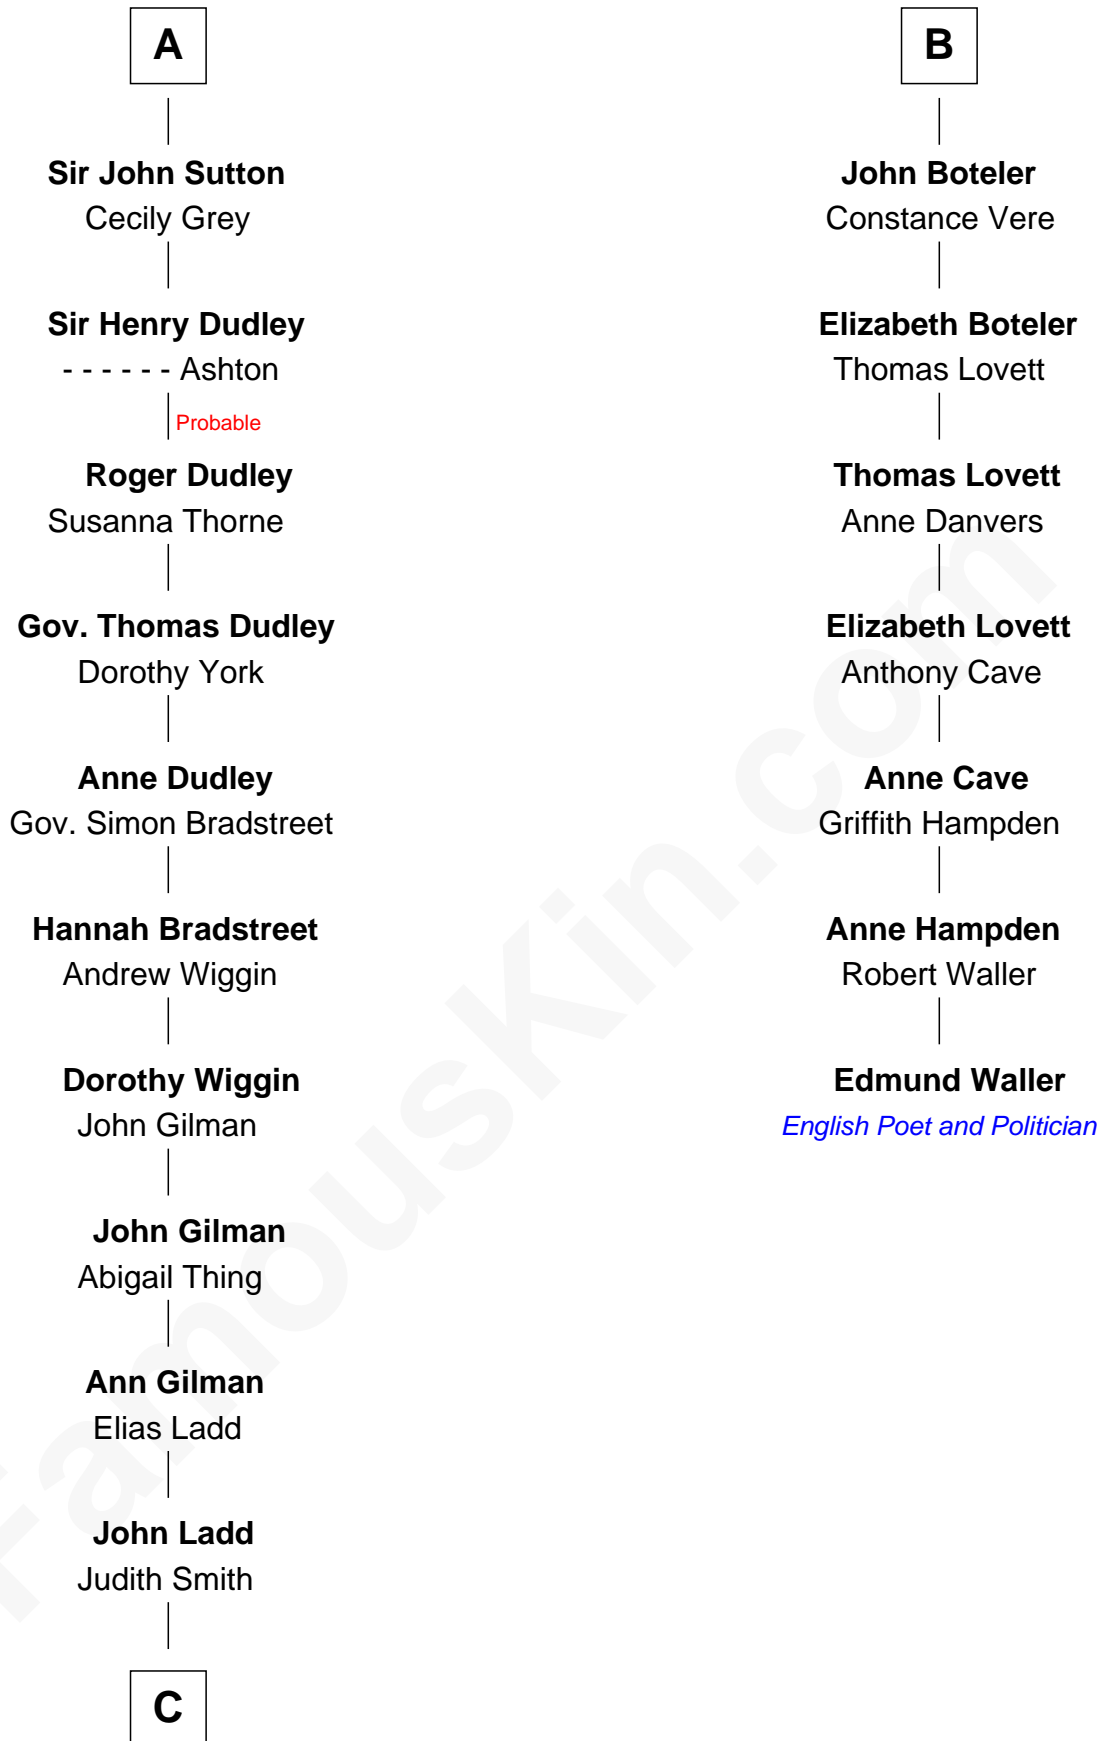 A
Sir John Sutton
Cecily Grey
Sir Henry Dudley
- - - - - - Ashton
Probable
Roger Dudley
Susanna Thorne
Gov. Thomas Dudley
Dorothy York
Anne Dudley
Gov. Simon Bradstreet
Hannah Bradstreet
Andrew Wiggin
Dorothy Wiggin
John Gilman
John Gilman
Abigail Thing
Ann Gilman
Elias Ladd
John Ladd
Judith Smith
C
B
John Boteler
Constance Vere
Elizabeth Boteler
Thomas Lovett
Thomas Lovett
Anne Danvers
Elizabeth Lovett
Anthony Cave
Anne Cave
Griffith Hampden
Anne Hampden
Robert Waller
Edmund Waller
English Poet and Politician
FamousKin.com